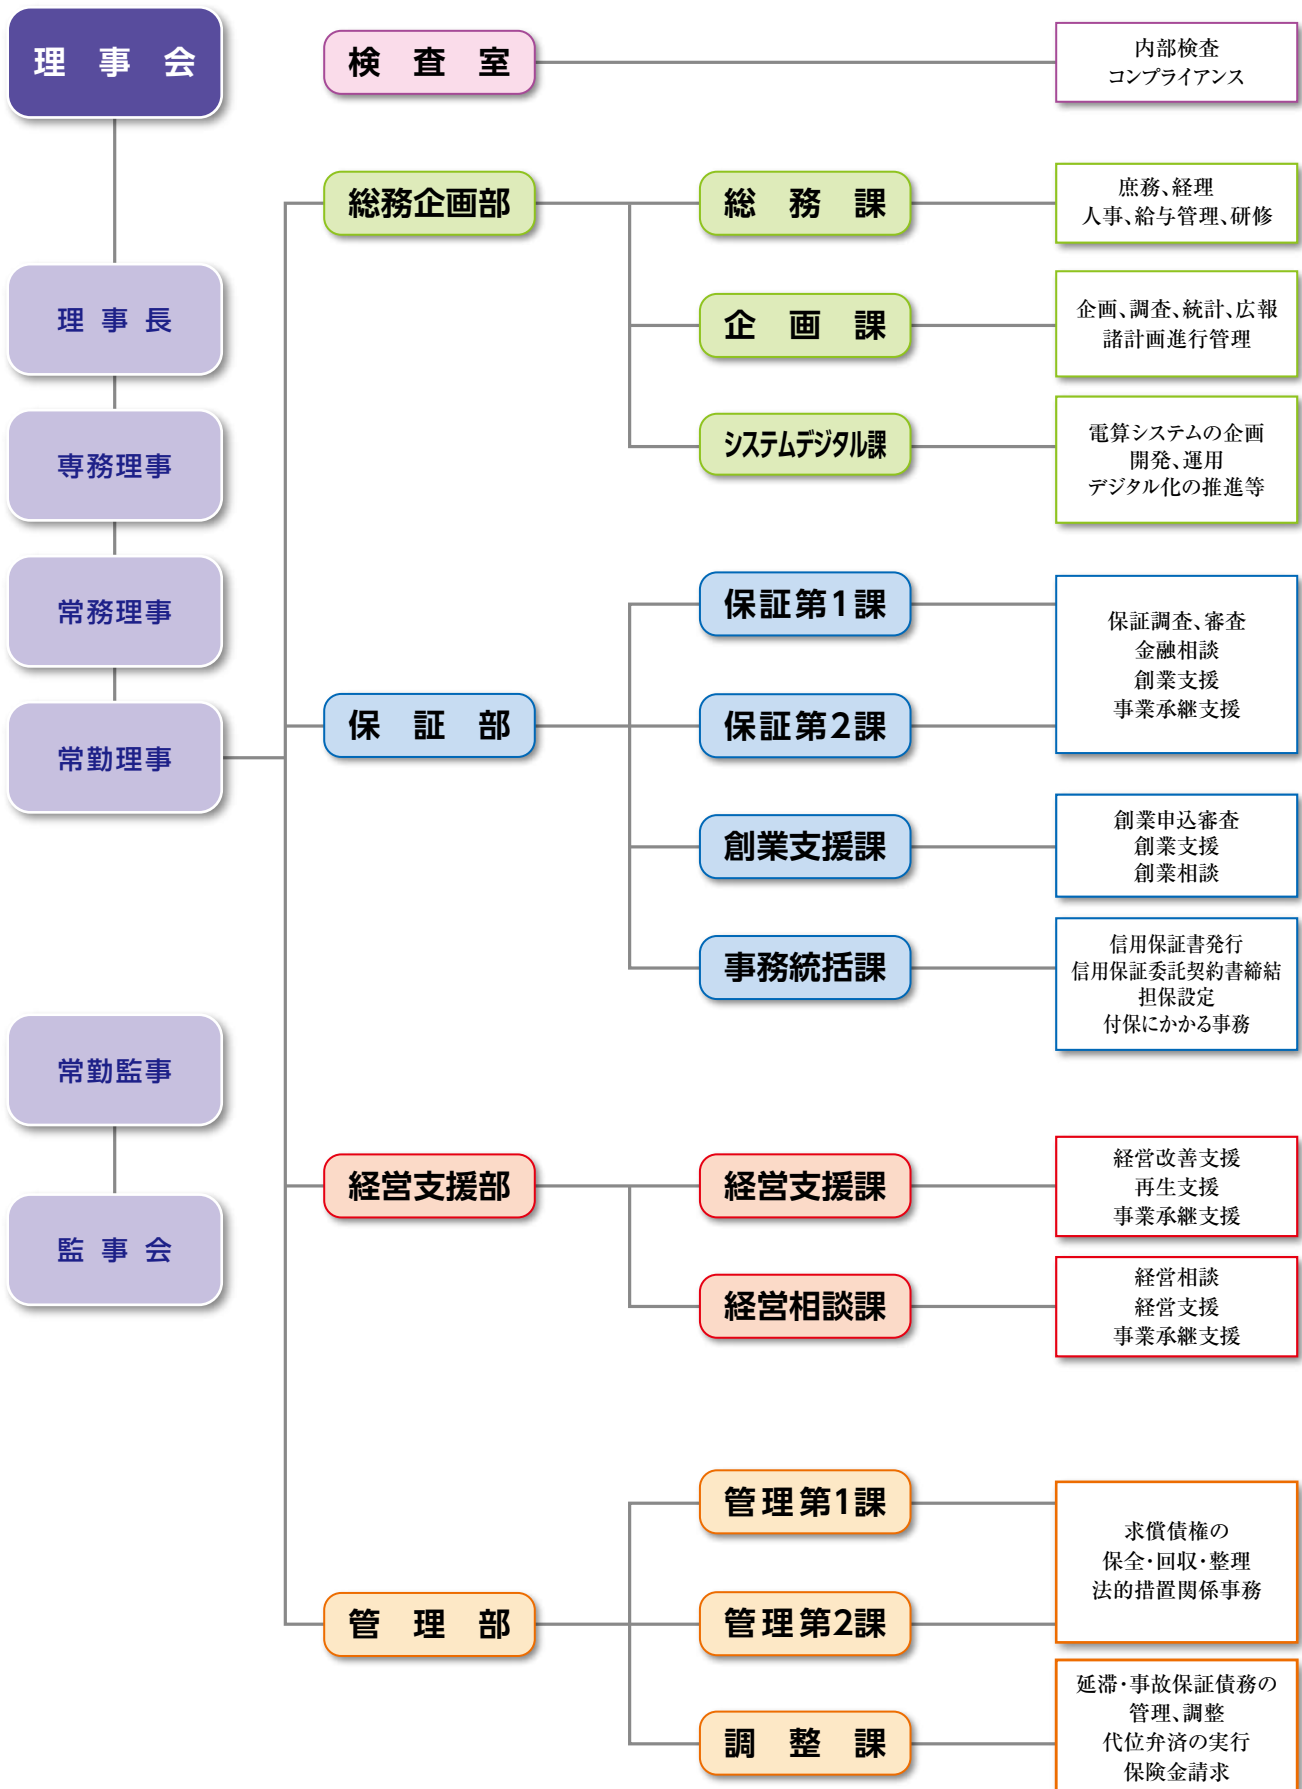 理事会
理事長
専務理事
常務理事
常勤理事
常勤監事
監事会
検査室
内部検査
コンプライアンス
総務企画部
総務課
庶務、経理
人事、給与管理、研修
企画課
企画、調査、統計、広報
諸計画進行管理
システムデジタル課
電算システムの企画
開発、運用
デジタル化の推進等
保証部
保証第1課
保証第2課
保証調査、審査
金融相談
創業支援
事業承継支援
創業支援課
創業申込審査
創業支援
創業相談
事務統括課
信用保証書発行
信用保証委託契約書締結
担保設定
付保にかかる事務
経営支援部
経営支援課
経営改善支援
再生支援
事業承継支援
経営相談課
経営相談
経営支援
事業承継支援
管理部
管理第1課
管理第2課
求償債権の
保全・回収・整理
法的措置関係事務
調整課
延滞・事故保証債務の
管理、調整
代位弁済の実行
保険金請求